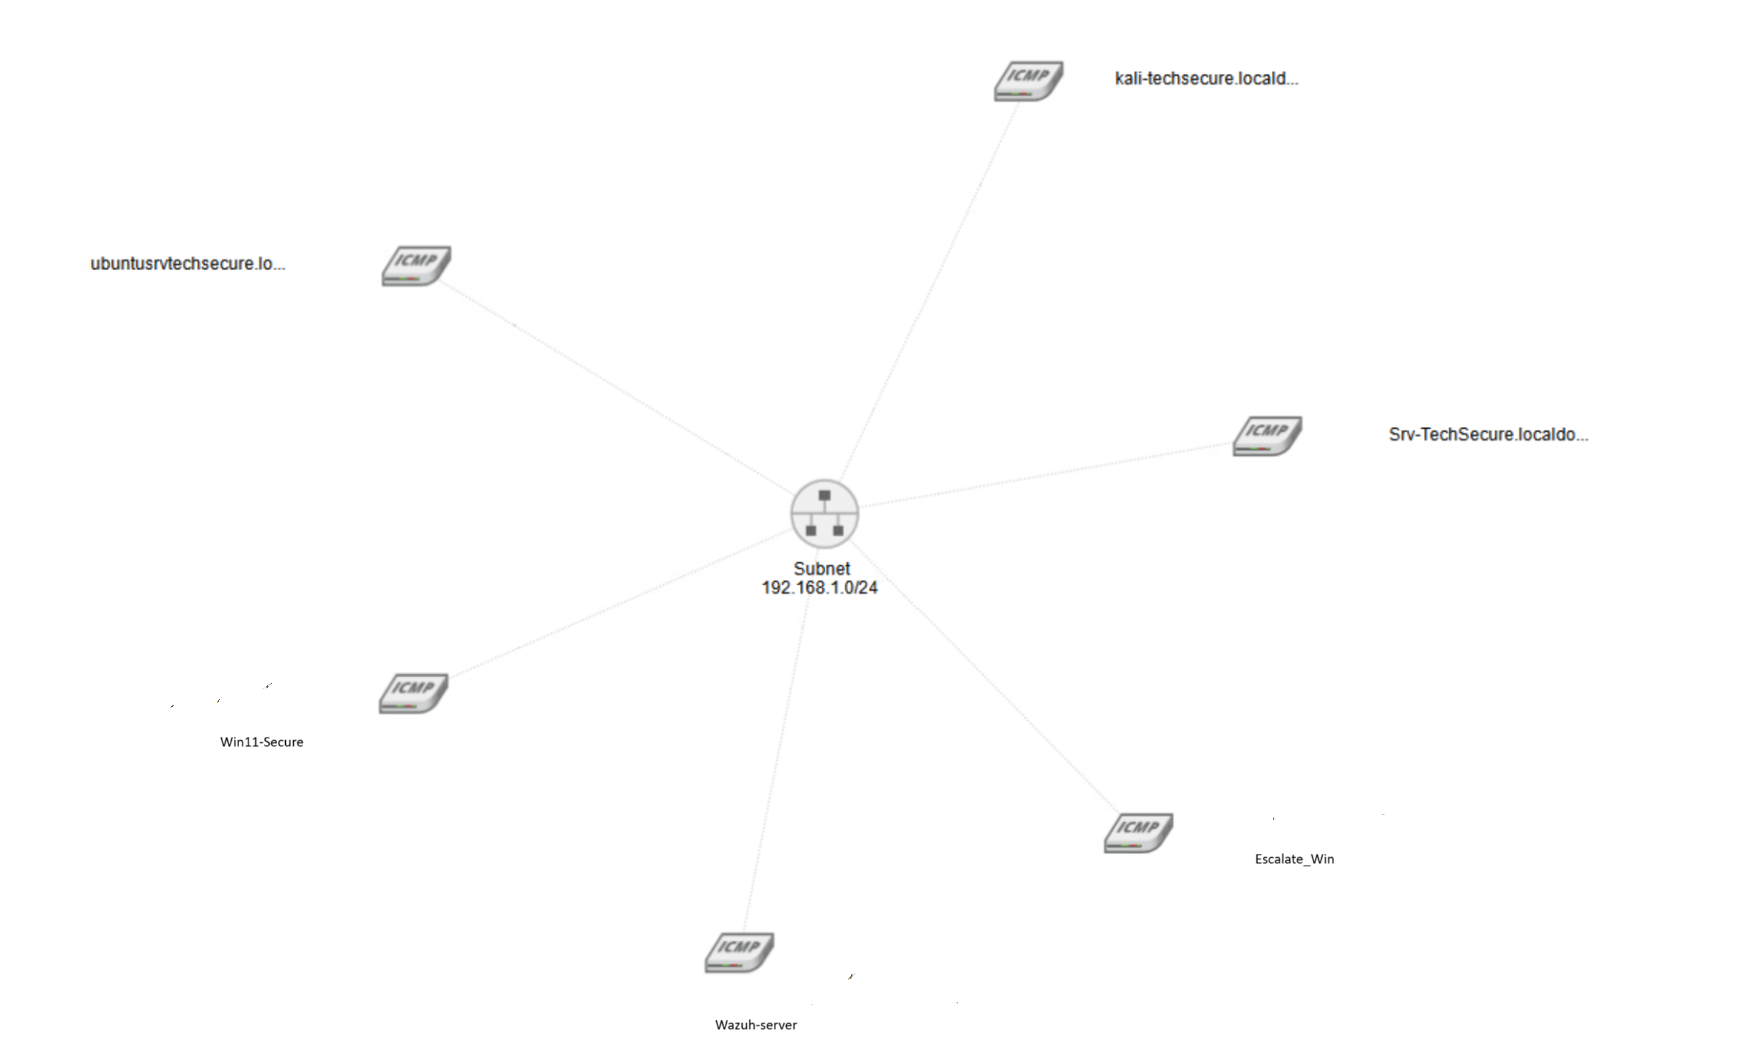 ICMP
kali-techsecure.locald...
ubuntusrvtechsecure.lo...
ICMP
ICMP
Srv-TechSecure.localdo...
Subnet
192.168.1.0/24
ICMP
Win11-Secure
ICMP
Escalate_Win
ICMP
Wazuh-server